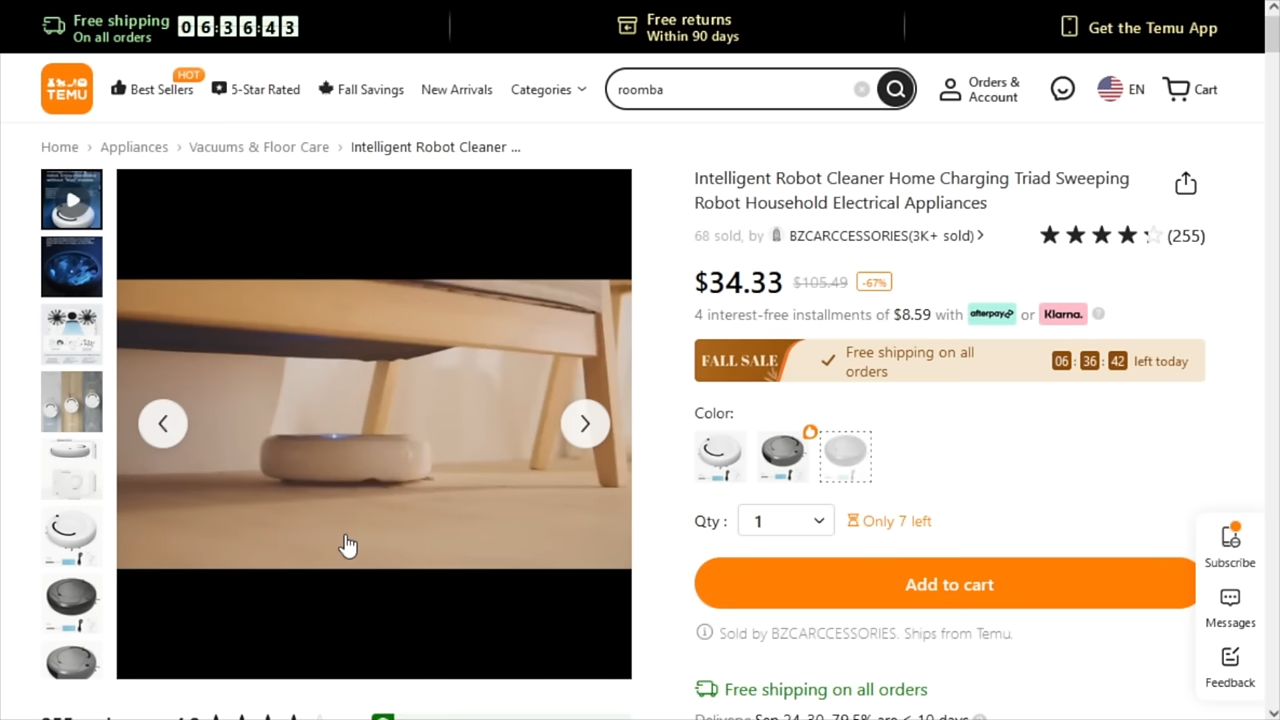 Free shipping
On all orders
06:36:43
Free returns
Within 90 days
Get the Temu App
TEMU
Best Sellers
HOT
5-Star Rated
Fall Savings
New Arrivals
Categories
roomba
Orders &
Account
EN
Cart
Home › Appliances › Vacuums & Floor Care › Intelligent Robot Cleaner ...
Intelligent Robot Cleaner Home Charging Triad Sweeping
Robot Household Electrical Appliances
68 sold, by BZCARCCESSORIES(3K+ sold) >
(255)
$34.33 $105.49 -67%
4 interest-free installments of $8.59 with afterpay or Klarna. ?
FALL SALE
Free shipping on all
orders
06 : 36 : 42 left today
Color:
Qty : 1 Only 7 left
Add to cart
Sold by BZCARCCESSORIES. Ships from Temu.
Free shipping on all orders
Subscribe
Messages
Feedback